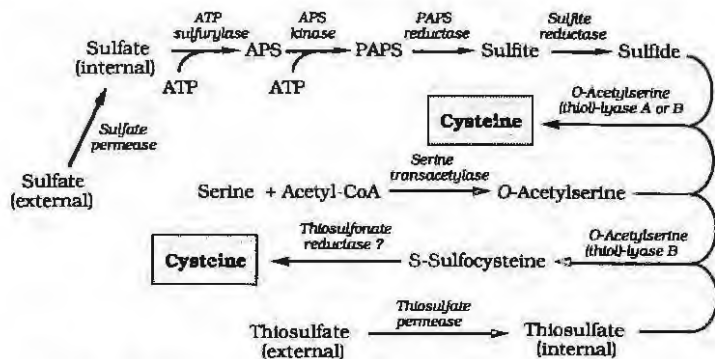 ATP
sulfurylase
APS
kinase
PAPS
reductase
Sulfite
reductase
Sulfate
(internal)
APS
PAPS
Sulfite
Sulfide
ATP
ATP
O-Acetylserine
(thiol)-lyase A or B
Cysteine
Sulfate
permease
Sulfate
(external)
Serine
transacetylase
Serine + Acetyl-CoA
O-Acetylserine
Thiosulfonate
reductase ?
O-Acetylserine
(thiol)-lyase B
Cysteine
S-Sulfocysteine
Thiosulfate
permease
Thiosulfate
(external)
Thiosulfate
(internal)